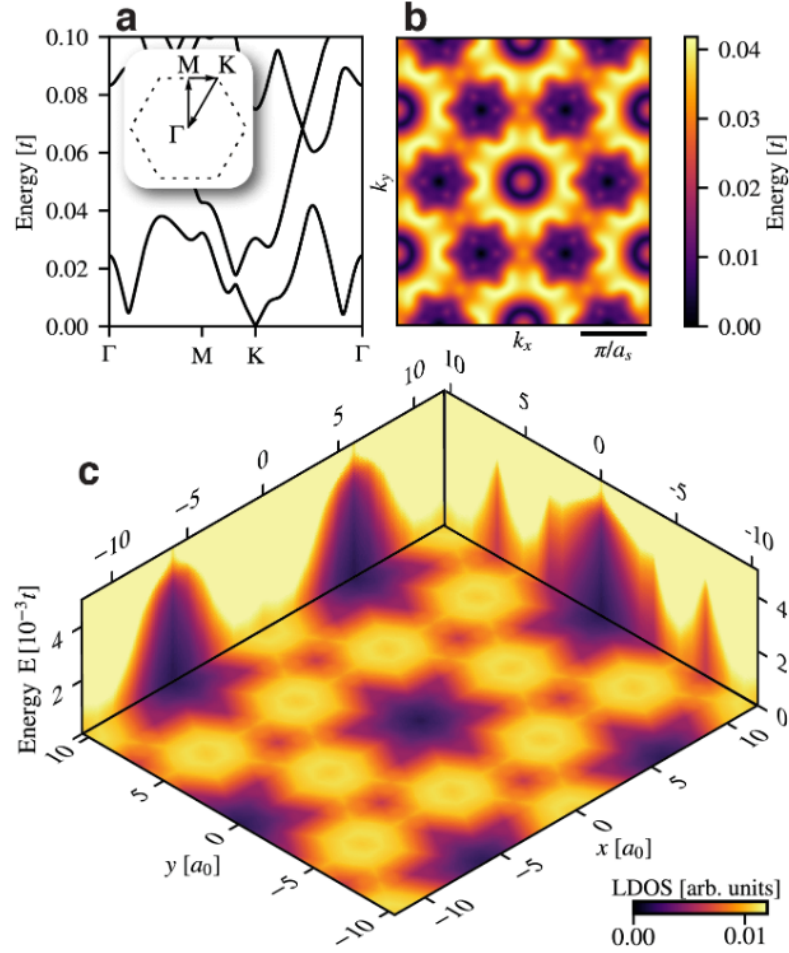 a
0.10
0.08
0.06
0.04
0.02
0.00
Energy [t]
M K
Γ
Γ M K Γ
b
k_y
k_x
π/a_s
0.04
0.03
0.02
0.01
0.00
Energy [t]
c
−10
−5
0
5
10
10
5
0
-5
-10
4
2
Energy E[10⁻³t]
4
2
0
10
5
0
−5
−10
y [a₀]
10
5
0
−5
−10
x [a₀]
LDOS [arb. units]
0.00 0.01